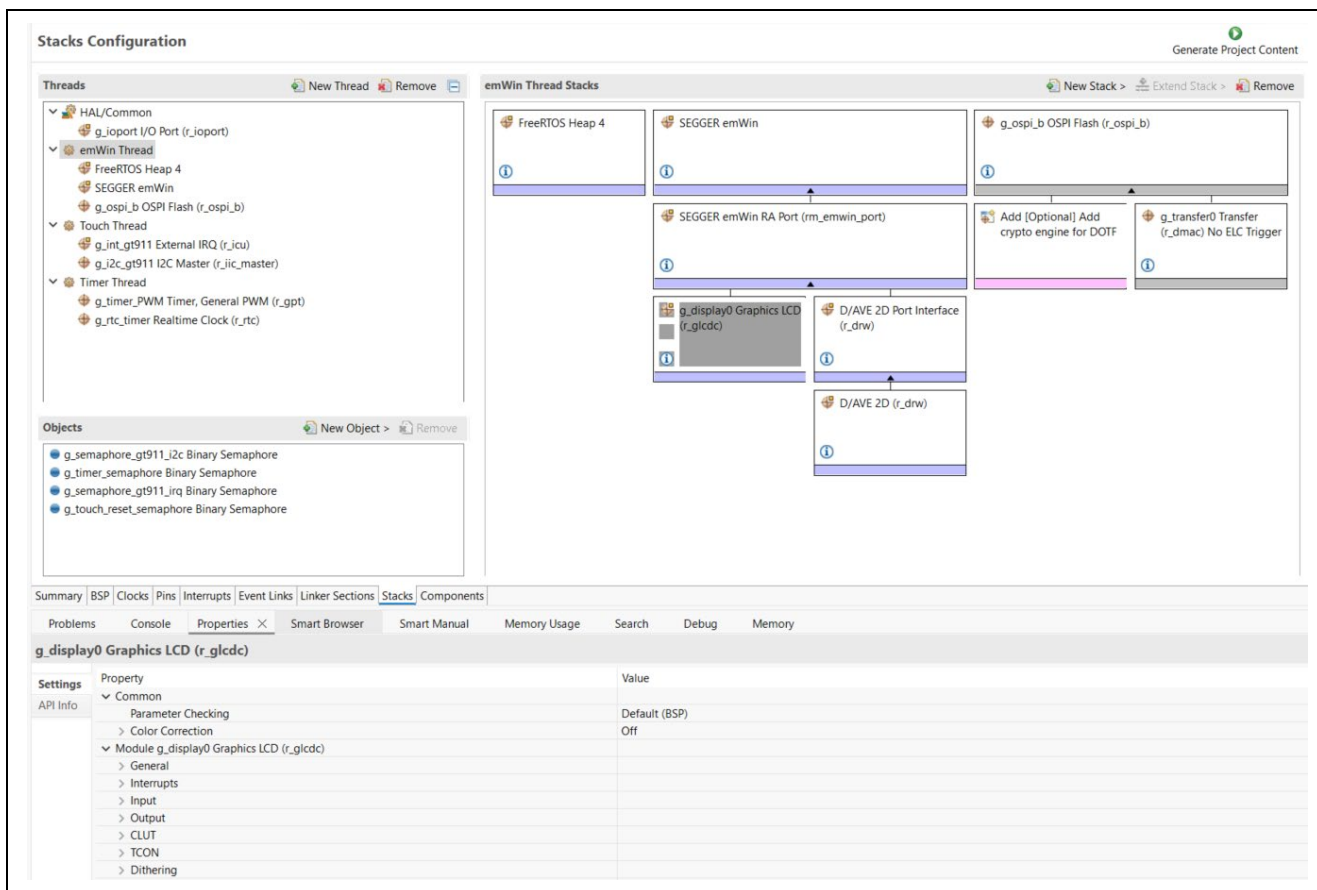 Stacks Configuration
Generate Project Content
Threads
New Thread
Remove
HAL/Common
g_ioport I/O Port (r_ioport)
emWin Thread
FreeRTOS Heap 4
SEGGER emWin
g_ospi_b OSPI Flash (r_ospi_b)
Touch Thread
g_int_gt911 External IRQ (r_icu)
g_i2c_gt911 I2C Master (r_iic_master)
Timer Thread
g_timer_PWM Timer, General PWM (r_gpt)
g_rtc_timer Realtime Clock (r_rtc)
Objects
New Object >
Remove
g_semaphore_gt911_i2c Binary Semaphore
g_timer_semaphore Binary Semaphore
g_semaphore_gt911_irq Binary Semaphore
g_touch_reset_semaphore Binary Semaphore
emWin Thread Stacks
New Stack >
Extend Stack >
Remove
FreeRTOS Heap 4
SEGGER emWin
g_ospi_b OSPI Flash (r_ospi_b)
SEGGER emWin RA Port (rm_emwin_port)
Add [Optional] Add
crypto engine for DOTF
g_transfer0 Transfer
(r_dmac) No ELC Trigger
g_display0 Graphics LCD
(r_glcdc)
D/AVE 2D Port Interface
(r_drw)
D/AVE 2D (r_drw)
Summary BSP Clocks Pins Interrupts Event Links Linker Sections Stacks Components
Problems Console Properties Smart Browser Smart Manual Memory Usage Search Debug Memory
g_display0 Graphics LCD (r_glcdc)
Settings
API Info
Property Value
Common
Parameter Checking Default (BSP)
Color Correction Off
Module g_display0 Graphics LCD (r_glcdc)
General
Interrupts
Input
Output
CLUT
TCON
Dithering